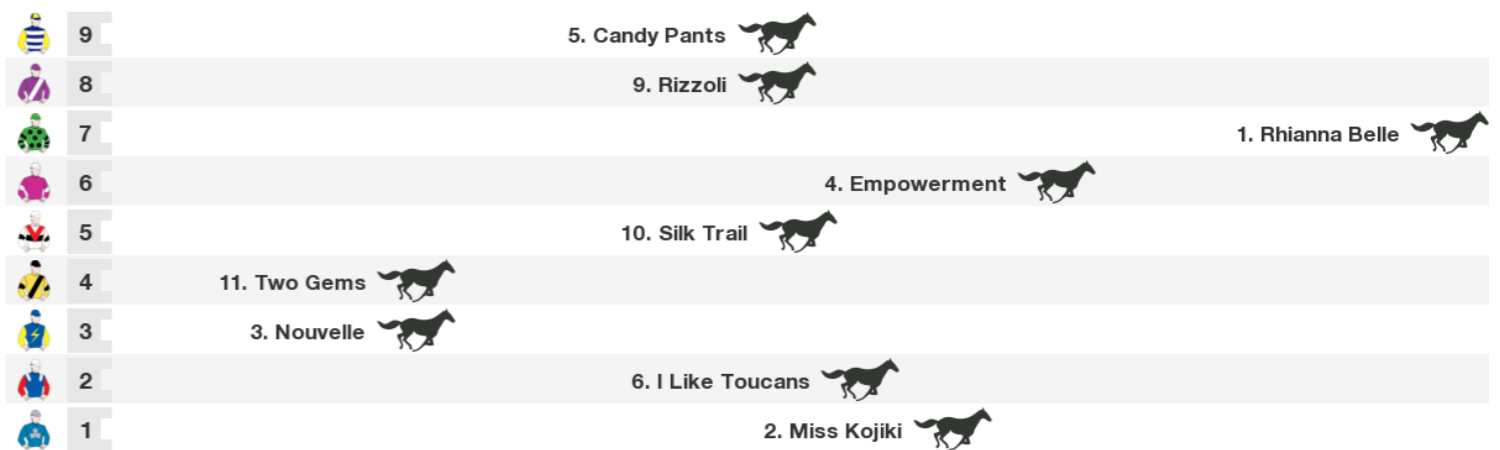 9 5. Candy Pants
8 9. Rizzoli
7 1. Rhianna Belle
6 4. Empowerment
5 10. Silk Trail
4 11. Two Gems
3 3. Nouvelle
2 6. I Like Toucans
1 2. Miss Kojiki